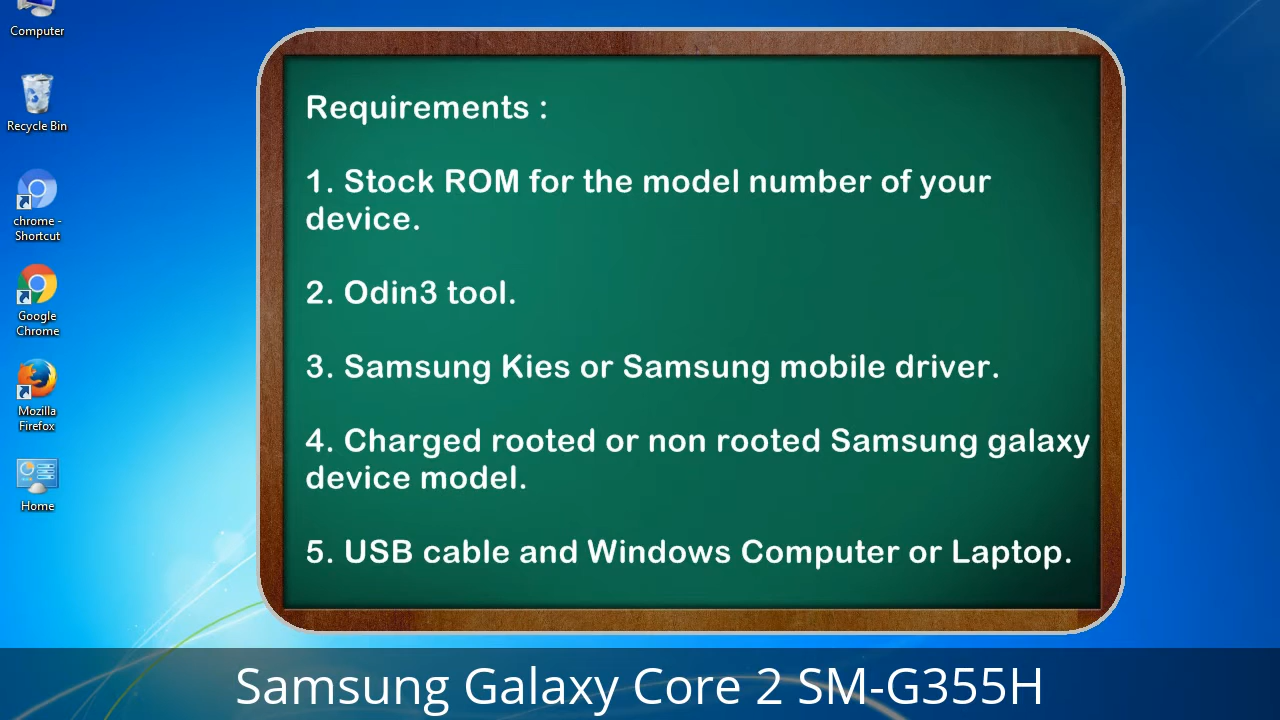 Computer
Recycle Bin
chrome -
Shortcut
Google
Chrome
Mozilla
Firefox
Home
Requirements :
1. Stock ROM for the model number of your
device.
2. Odin3 tool.
3. Samsung Kies or Samsung mobile driver.
4. Charged rooted or non rooted Samsung galaxy
device model.
5. USB cable and Windows Computer or Laptop.
Samsung Galaxy Core 2 SM-G355H